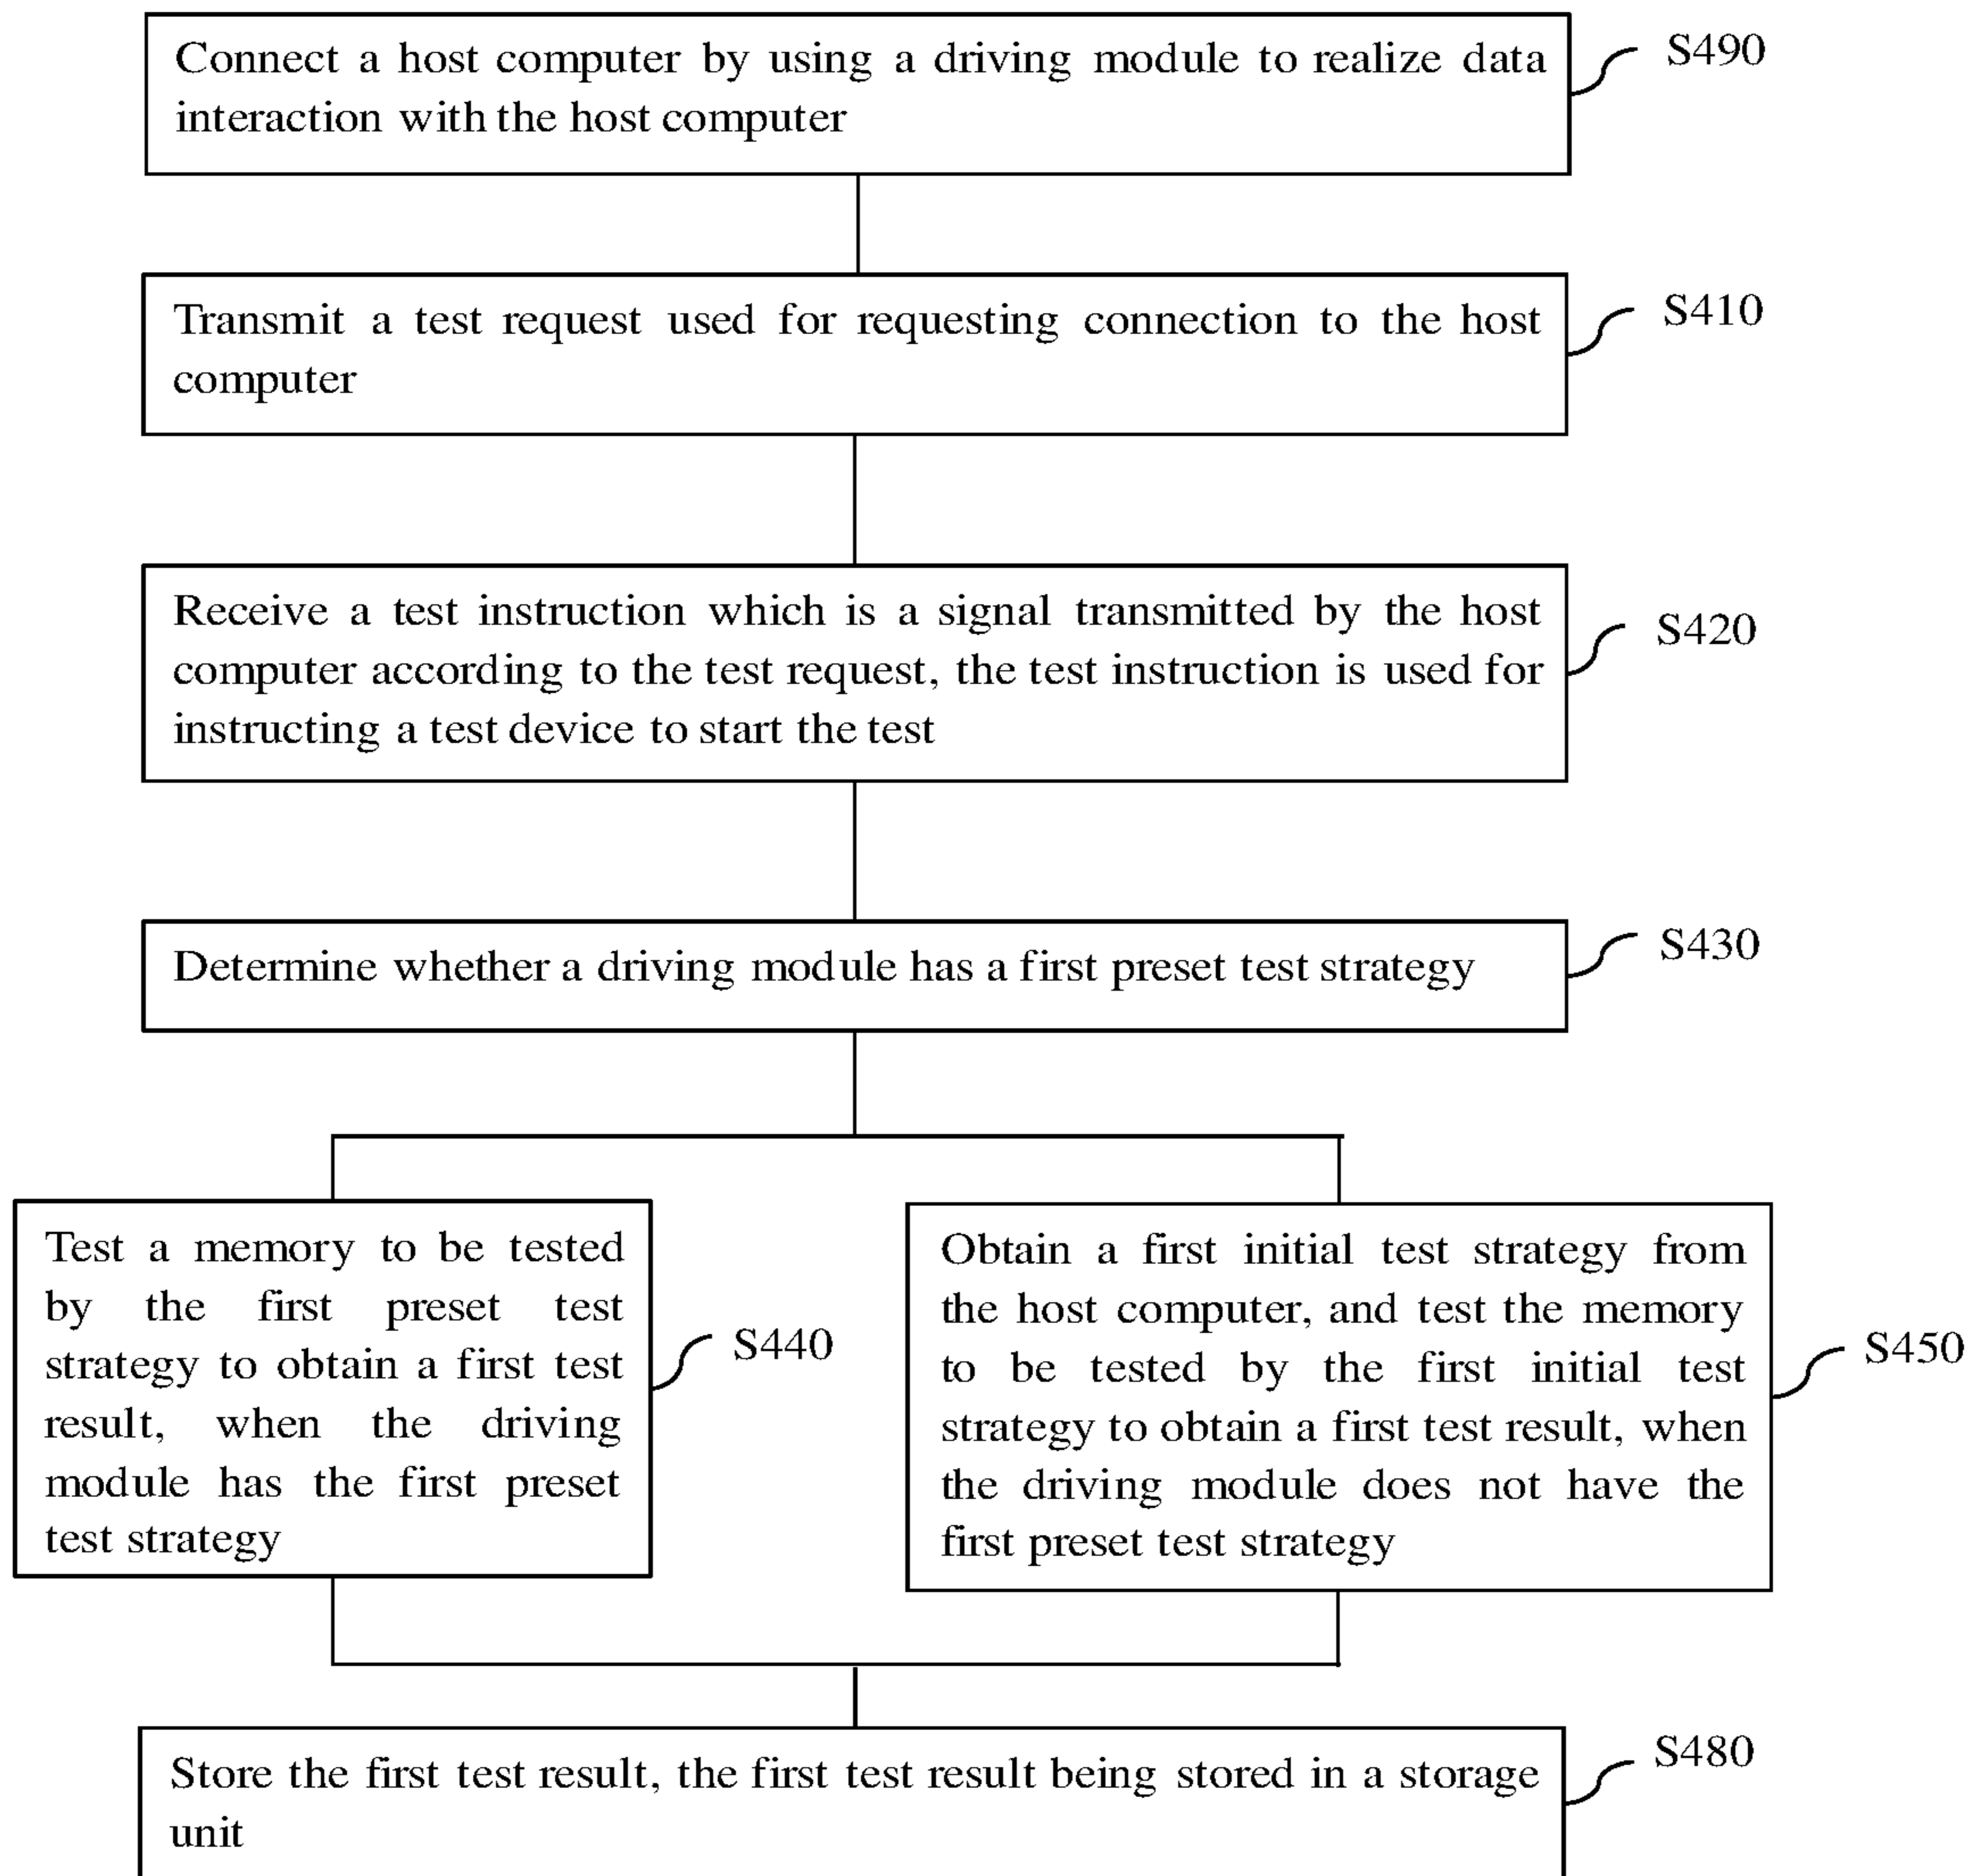 Connect a host computer by using a driving module to realize data
interaction with the host computer
S490
Transmit a test request used for requesting connection to the host
computer
S410
Receive a test instruction which is a signal transmitted by the host
computer according to the test request, the test instruction is used for
instructing a test device to start the test
S420
Determine whether a driving module has a first preset test strategy
S430
Test a memory to be tested
by the first preset test
strategy to obtain a first test
result, when the driving
module has the first preset
test strategy
S440
Obtain a first initial test strategy from
the host computer, and test the memory
to be tested by the first initial test
strategy to obtain a first test result, when
the driving module does not have the
first preset test strategy
S450
Store the first test result, the first test result being stored in a storage
unit
S480